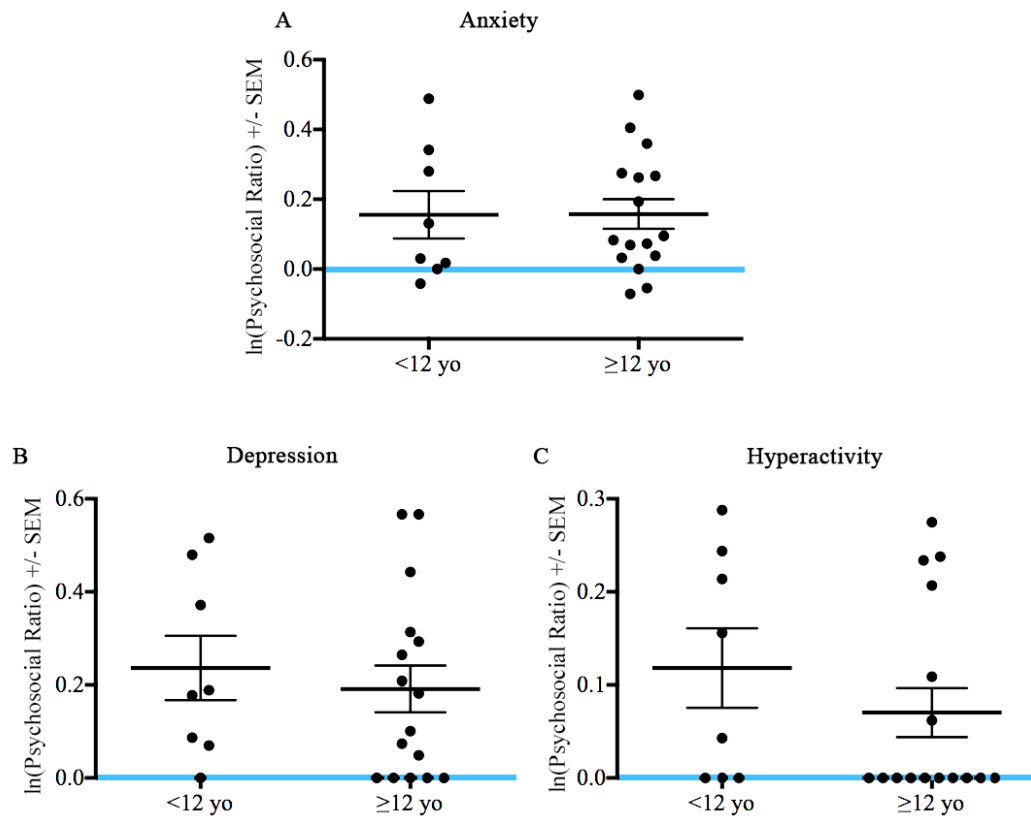 A Anxiety
ln(Psychosocial Ratio) +/- SEM
0.6
0.4
0.2
0.0
-0.2
<12 yo ≥12 yo
B Depression
ln(Psychosocial Ratio) +/- SEM
0.6
0.4
0.2
0.0
<12 yo ≥12 yo
C Hyperactivity
ln(Psychosocial Ratio) +/- SEM
0.3
0.2
0.1
0.0
<12 yo ≥12 yo